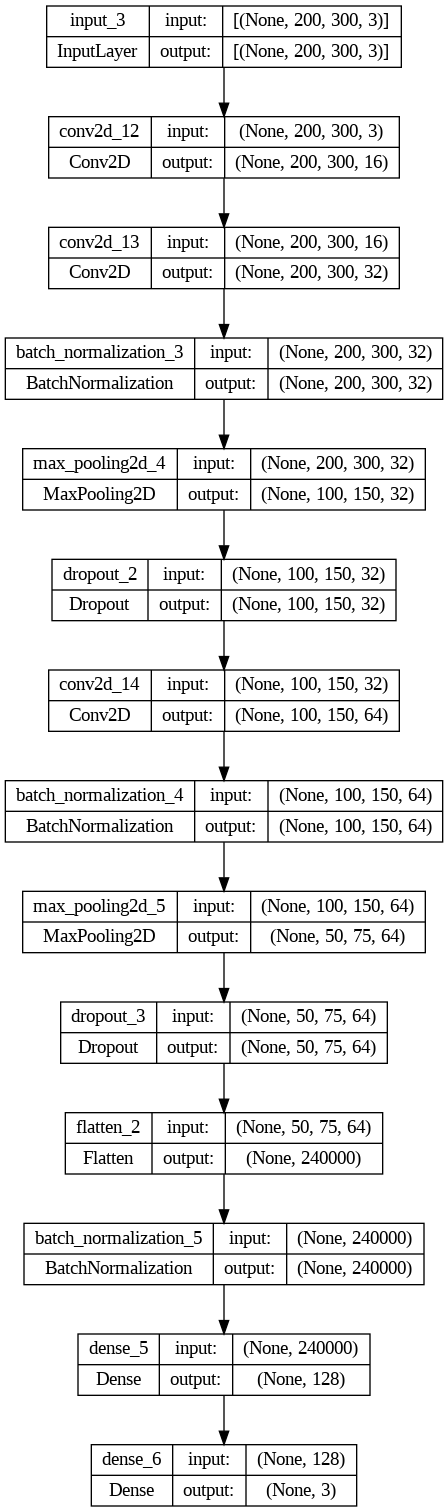 input_3 input: [(None, 200, 300, 3)]
InputLayer output: [(None, 200, 300, 3)]
conv2d_12 input: (None, 200, 300, 3)
Conv2D output: (None, 200, 300, 16)
conv2d_13 input: (None, 200, 300, 16)
Conv2D output: (None, 200, 300, 32)
batch_normalization_3 input: (None, 200, 300, 32)
BatchNormalization output: (None, 200, 300, 32)
max_pooling2d_4 input: (None, 200, 300, 32)
MaxPooling2D output: (None, 100, 150, 32)
dropout_2 input: (None, 100, 150, 32)
Dropout output: (None, 100, 150, 32)
conv2d_14 input: (None, 100, 150, 32)
Conv2D output: (None, 100, 150, 64)
batch_normalization_4 input: (None, 100, 150, 64)
BatchNormalization output: (None, 100, 150, 64)
max_pooling2d_5 input: (None, 100, 150, 64)
MaxPooling2D output: (None, 50, 75, 64)
dropout_3 input: (None, 50, 75, 64)
Dropout output: (None, 50, 75, 64)
flatten_2 input: (None, 50, 75, 64)
Flatten output: (None, 240000)
batch_normalization_5 input: (None, 240000)
BatchNormalization output: (None, 240000)
dense_5 input: (None, 240000)
Dense output: (None, 128)
dense_6 input: (None, 128)
Dense output: (None, 3)